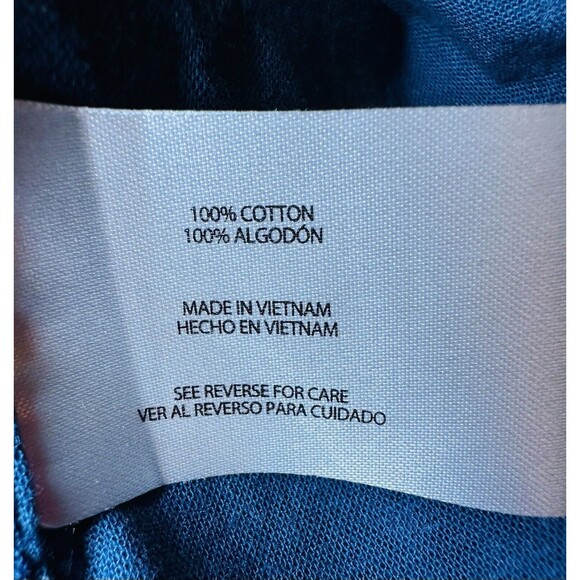 100% COTTON
100% ALGODÓN
MADE IN VIETNAM
HECHO EN VIETNAM
SEE REVERSE FOR CARE
VER AL REVERSO PARA CUIDADO